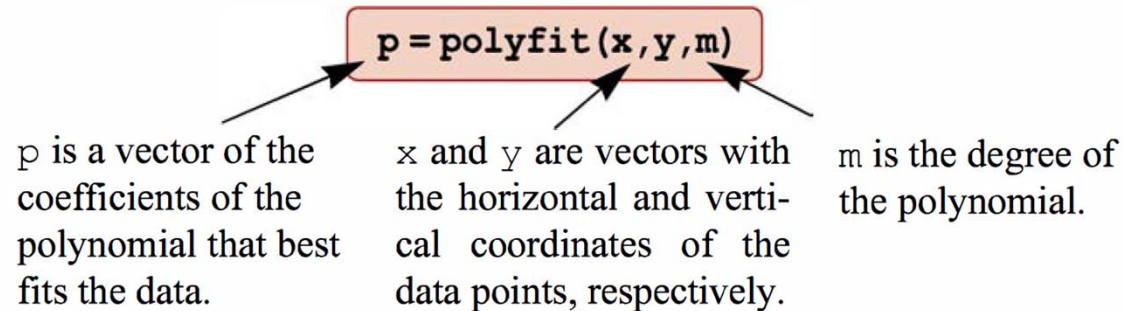 p=polyfit(x,y,m)
p is a vector of the
coefficients of the
polynomial that best
fits the data.
x and y are vectors with
the horizontal and verti-
cal coordinates of the
data points, respectively.
m is the degree of
the polynomial.